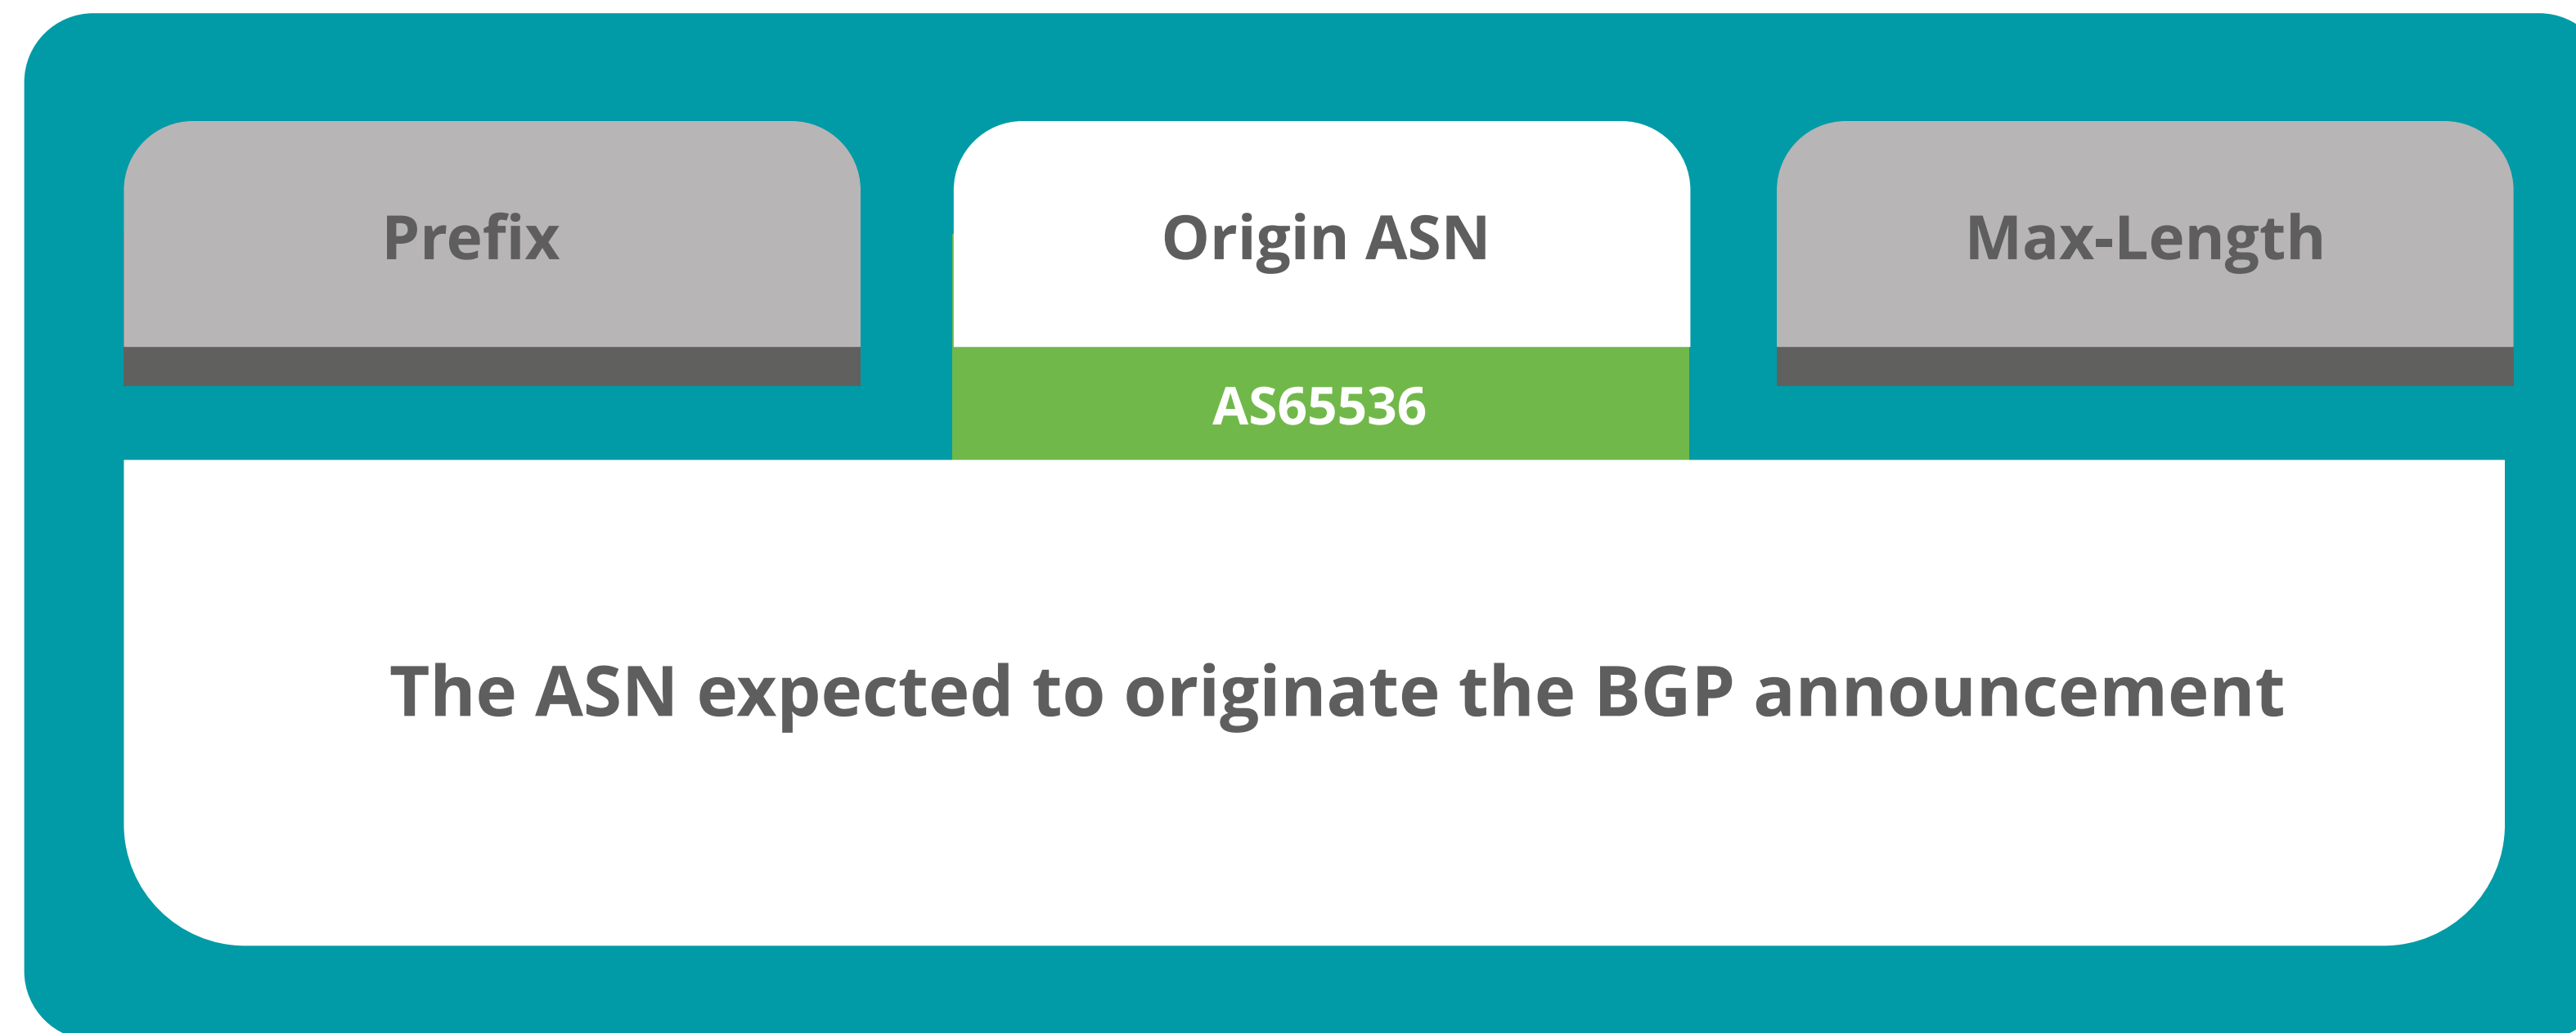 Prefix
Origin ASN
Max-Length
AS65536
The ASN expected to originate the BGP announcement